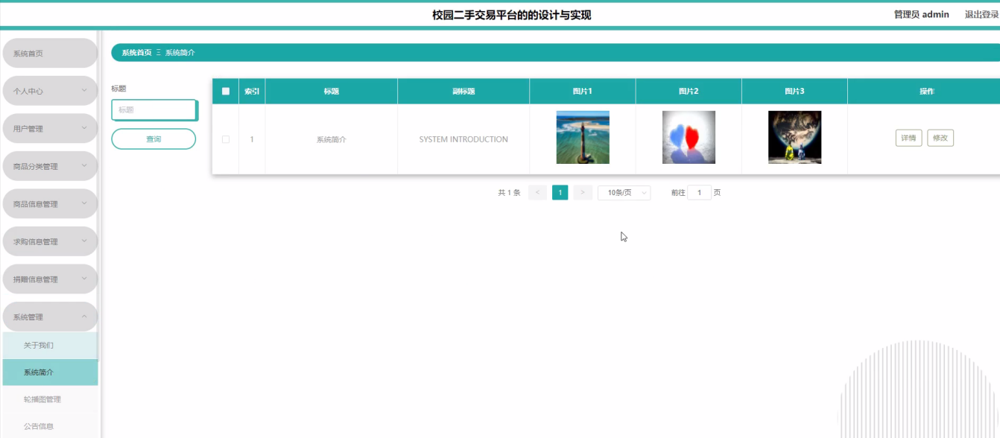 校园二手交易平台的的设计与实现
管理员 admin
退出登录
系统首页
个人中心
用户管理
商品分类管理
商品信息管理
求购信息管理
捐赠信息管理
系统管理
关于我们
系统简介
轮播图管理
公告信息
系统首页 Ξ 系统简介
标题
标题
查询
索引 标题 副标题 图片1 图片2 图片3 操作
1 系统简介 SYSTEM INTRODUCTION 详情 修改
共 1 条 < 1 > 10条/页 前往 1 页